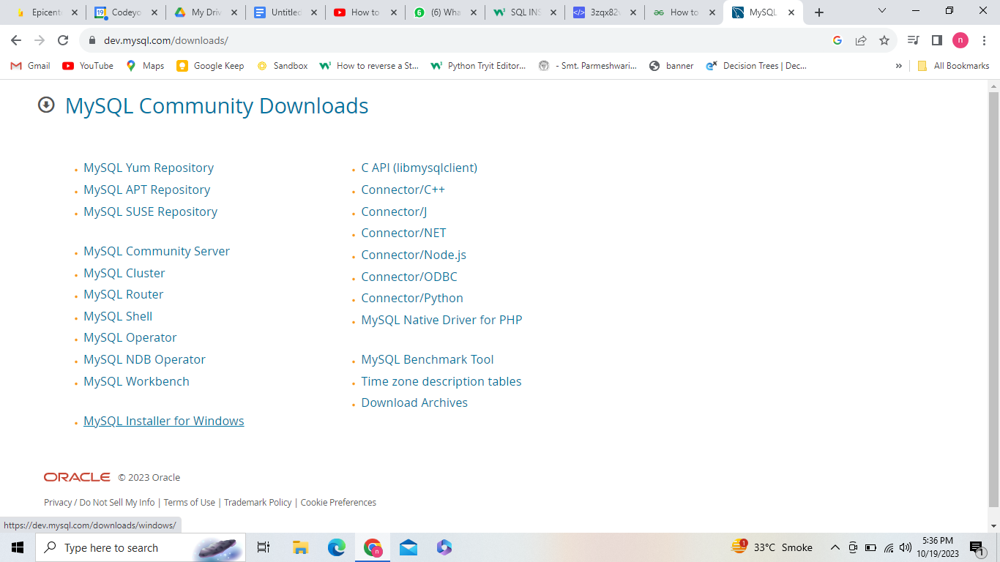 Epicent
19 Codeyo
My Driv
Untitled
How to
6 (6) Wha
SQL INS
</> 3zqx82
How to
MySQL
dev.mysql.com/downloads/
n
Gmail
YouTube
Maps
Google Keep
Sandbox
How to reverse a St...
Python Tryit Editor...
- Smt. Parmeshwari...
banner
Decision Trees | Dec...
»
All Bookmarks
MySQL Community Downloads
MySQL Yum Repository
MySQL APT Repository
MySQL SUSE Repository
MySQL Community Server
MySQL Cluster
MySQL Router
MySQL Shell
MySQL Operator
MySQL NDB Operator
MySQL Workbench
MySQL Installer for Windows
C API (libmysqlclient)
Connector/C++
Connector/J
Connector/NET
Connector/Node.js
Connector/ODBC
Connector/Python
MySQL Native Driver for PHP
MySQL Benchmark Tool
Time zone description tables
Download Archives
ORACLE © 2023 Oracle
Privacy / Do Not Sell My Info | Terms of Use | Trademark Policy | Cookie Preferences
https://dev.mysql.com/downloads/windows/
Type here to search
n
1
33°C Smoke
5:36 PM
10/19/2023
1